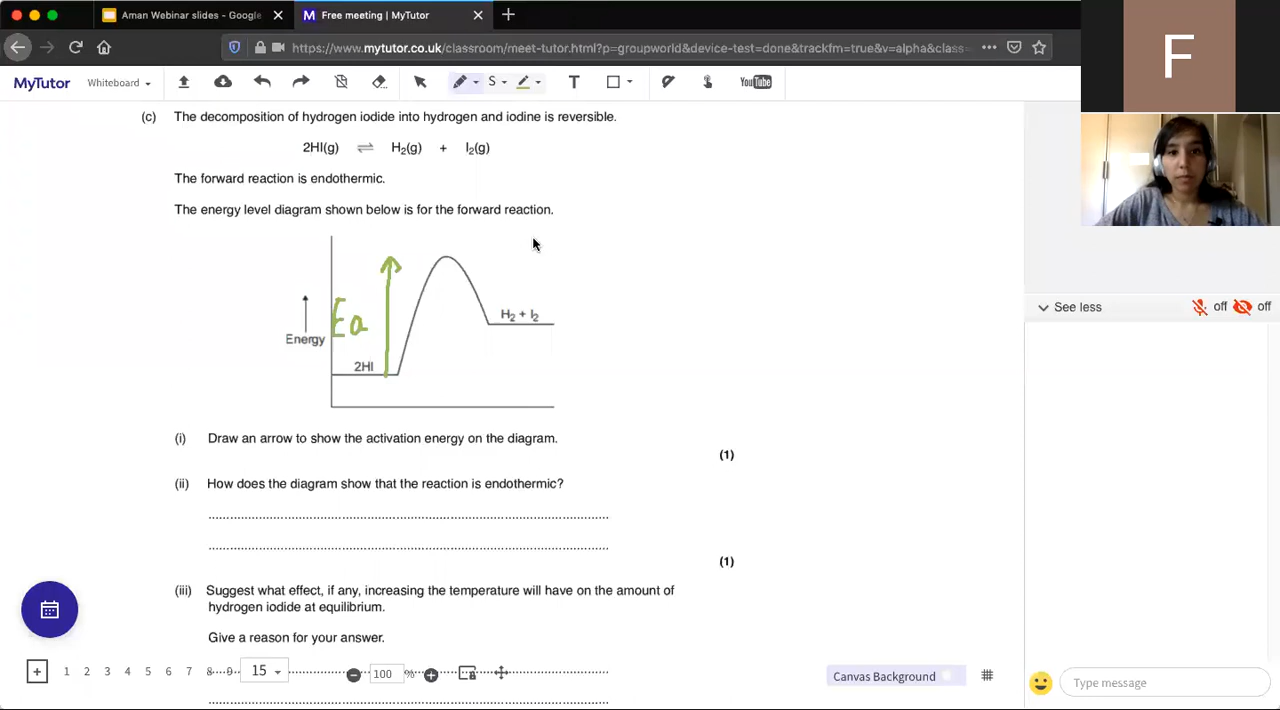 Aman Webinar slides - Google
Free meeting | MyTutor
https://www.mytutor.co.uk/classroom/meet-tutor.html?p=groupworld&device-test=done&trackfm=true&v=alpha&class=
F
MyTutor Whiteboard S T YouTube
(c) The decomposition of hydrogen iodide into hydrogen and iodine is reversible.
2HI(g) ⇌ H₂(g) + I₂(g)
The forward reaction is endothermic.
The energy level diagram shown below is for the forward reaction.
Ea
H₂ + I₂
Energy
2HI
(i) Draw an arrow to show the activation energy on the diagram.
(1)
(ii) How does the diagram show that the reaction is endothermic?
(1)
(iii) Suggest what effect, if any, increasing the temperature will have on the amount of
hydrogen iodide at equilibrium.
Give a reason for your answer.
+ 1 2 3 4 5 6 7 8 9 15 100 %
Canvas Background
See less off off
Type message